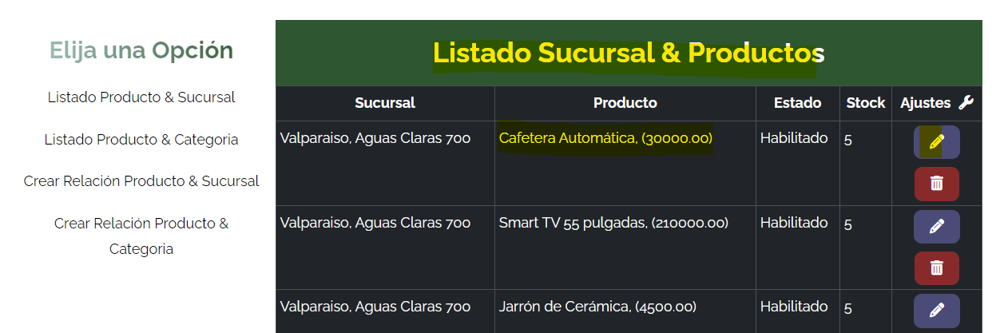 Elija una Opción
Listado Producto & Sucursal
Listado Producto & Categoria
Crear Relación Producto & Sucursal
Crear Relación Producto &
Categoria
Listado Sucursal & Productos
Sucursal Producto Estado Stock Ajustes
Valparaiso, Aguas Claras 700 Cafetera Automática, (30000.00) Habilitado 5
Valparaiso, Aguas Claras 700 Smart TV 55 pulgadas, (210000.00) Habilitado 5
Valparaiso, Aguas Claras 700 Jarrón de Cerámica, (4500.00) Habilitado 5